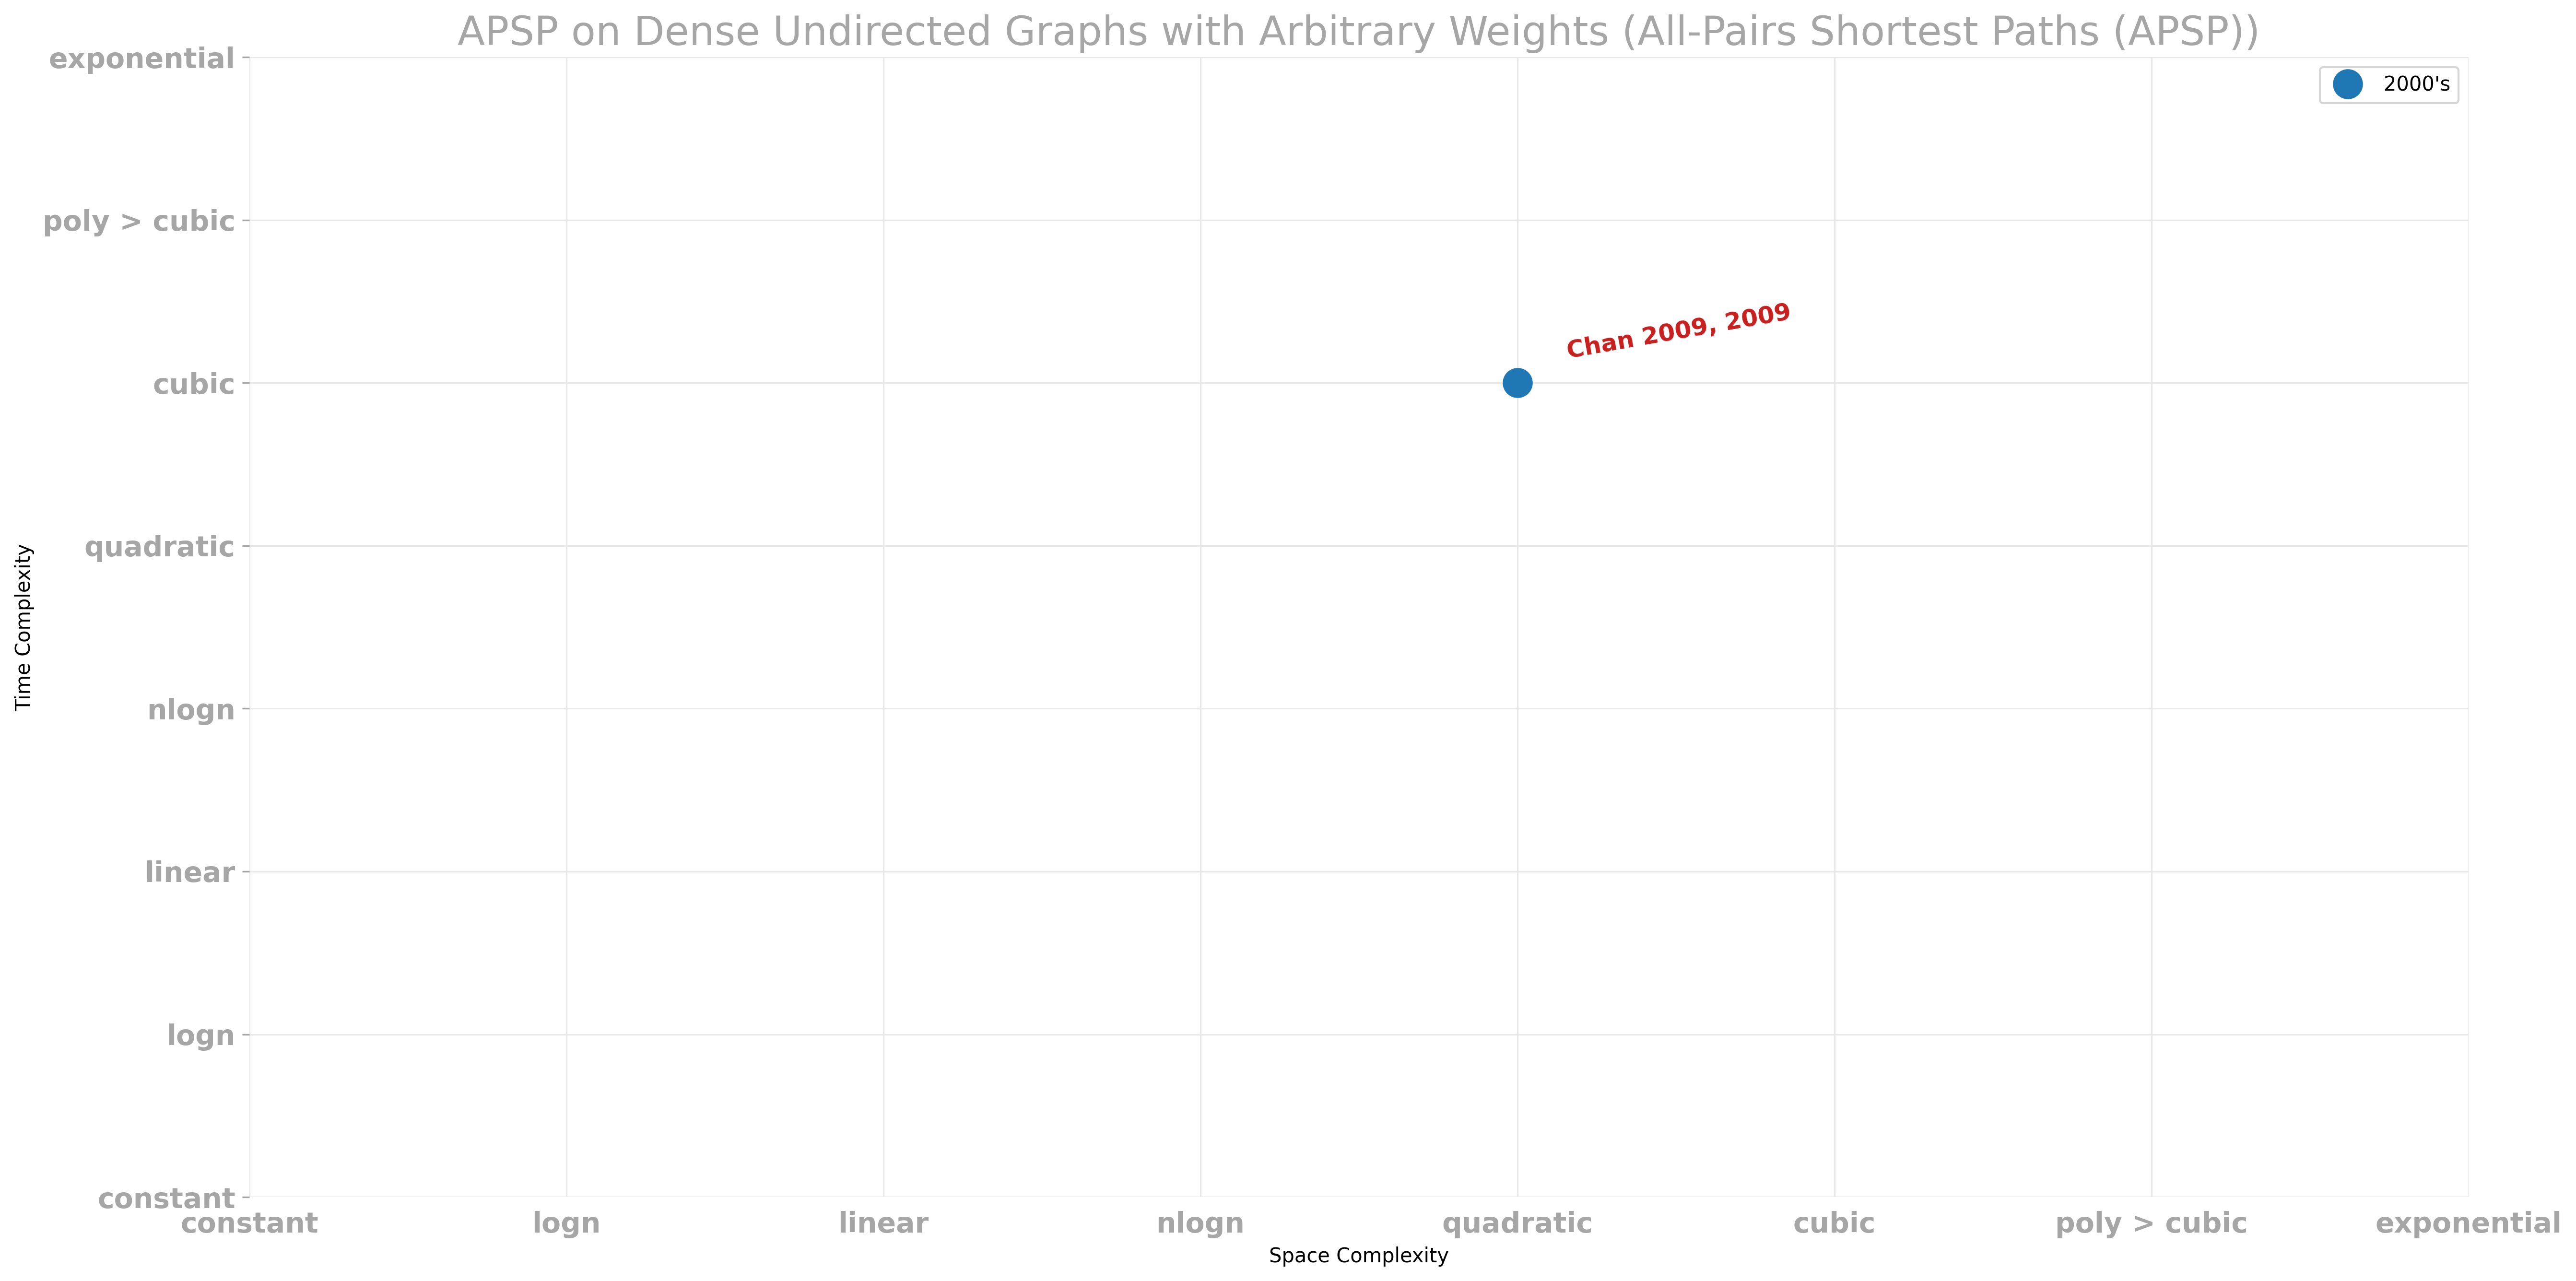 APSP on Dense Undirected Graphs with Arbitrary Weights (All-Pairs Shortest Paths (APSP))
exponential
2000's
poly > cubic
Chan 2009, 2009
cubic
quadratic
Time Complexity
nlogn
linear
logn
constant
constant logn linear nlogn quadratic cubic poly > cubic exponential
Space Complexity